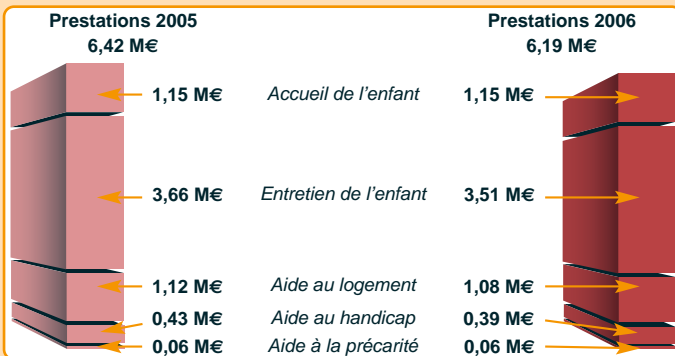 Prestations 2005 Prestations 2006
6,42 M€ 6,19 M€
1,15 M€ Accueil de l'enfant 1,15 M€
3,66 M€ Entretien de l'enfant 3,51 M€
1,12 M€ Aide au logement 1,08 M€
0,43 M€ Aide au handicap 0,39 M€
0,06 M€ Aide à la précarité 0,06 M€